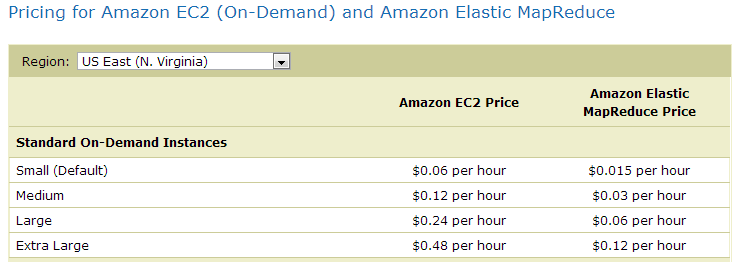 Pricing for Amazon EC2 (On-Demand) and Amazon Elastic MapReduce
Region: US East (N. Virginia)
Amazon EC2 Price Amazon Elastic MapReduce Price
Standard On-Demand Instances
Small (Default) $0.06 per hour $0.015 per hour
Medium $0.12 per hour $0.03 per hour
Large $0.24 per hour $0.06 per hour
Extra Large $0.48 per hour $0.12 per hour